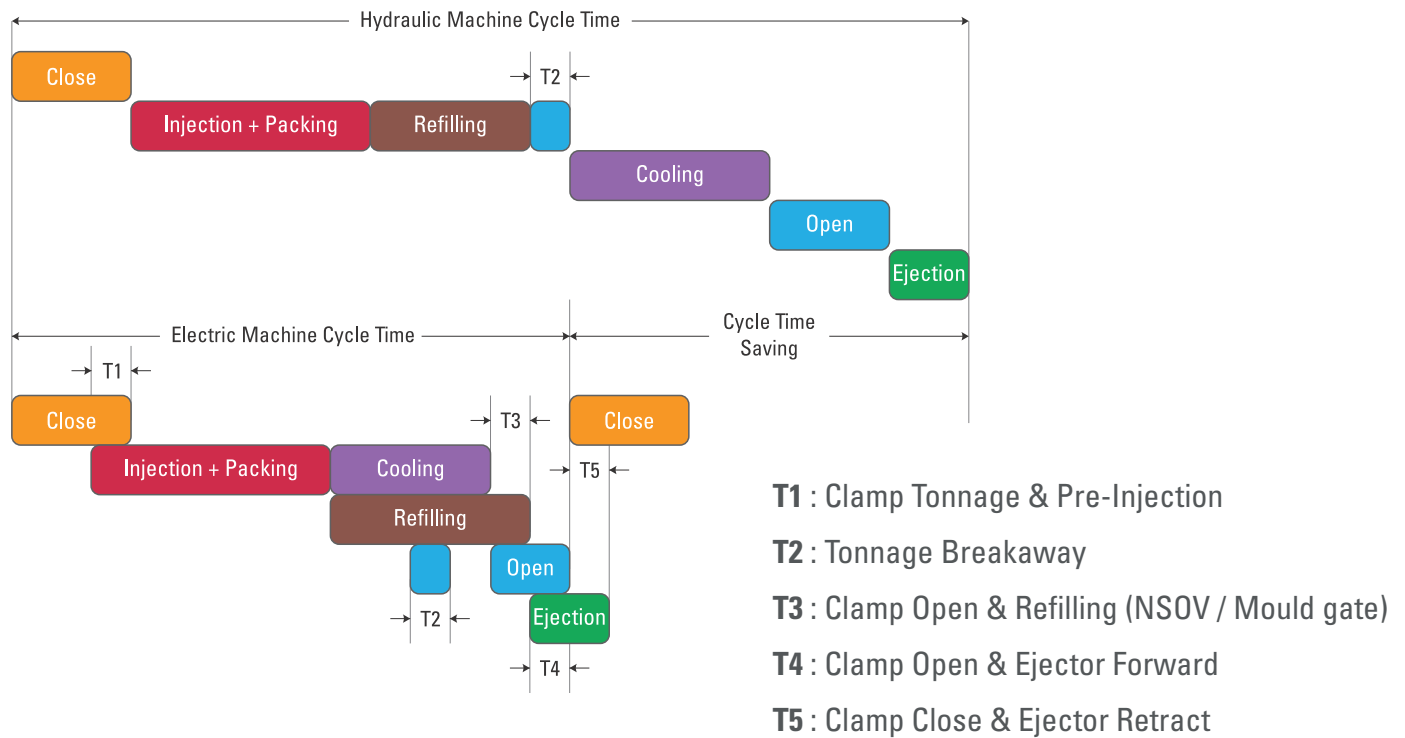 Hydraulic Machine Cycle Time
Close
T2
Injection + Packing
Refilling
Cooling
Open
Ejection
Electric Machine Cycle Time
Cycle Time
Saving
T1
Close
T3
Close
Injection + Packing
Cooling
T5
Refilling
Open
T2
Ejection
T4
T1 : Clamp Tonnage & Pre-Injection
T2 : Tonnage Breakaway
T3 : Clamp Open & Refilling (NSOV / Mould gate)
T4 : Clamp Open & Ejector Forward
T5 : Clamp Close & Ejector Retract